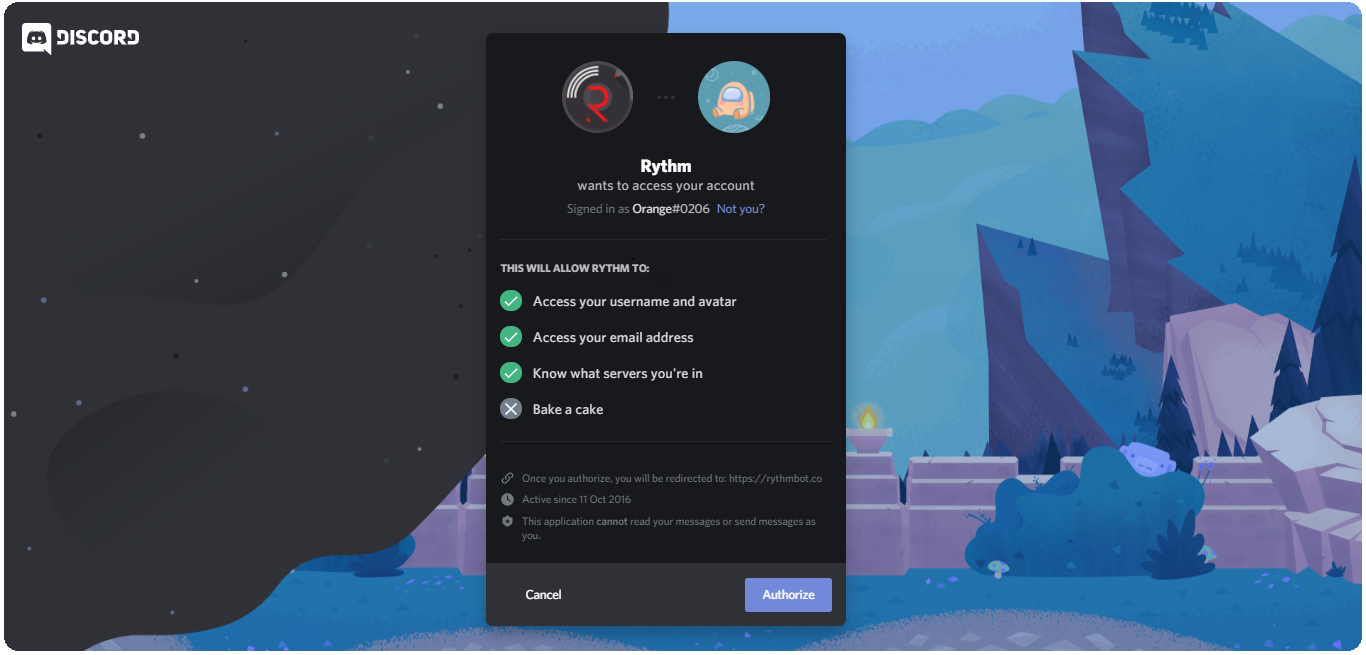 DISCORD
Rythm
wants to access your account
Signed in as Orange#0206 Not you?
THIS WILL ALLOW RYTHM TO:
Access your username and avatar
Access your email address
Know what servers you're in
Bake a cake
Once you authorize, you will be redirected to: https://rythmbot.co
Active since 11 Oct 2016
This application cannot read your messages or send messages as
you.
Cancel
Authorize